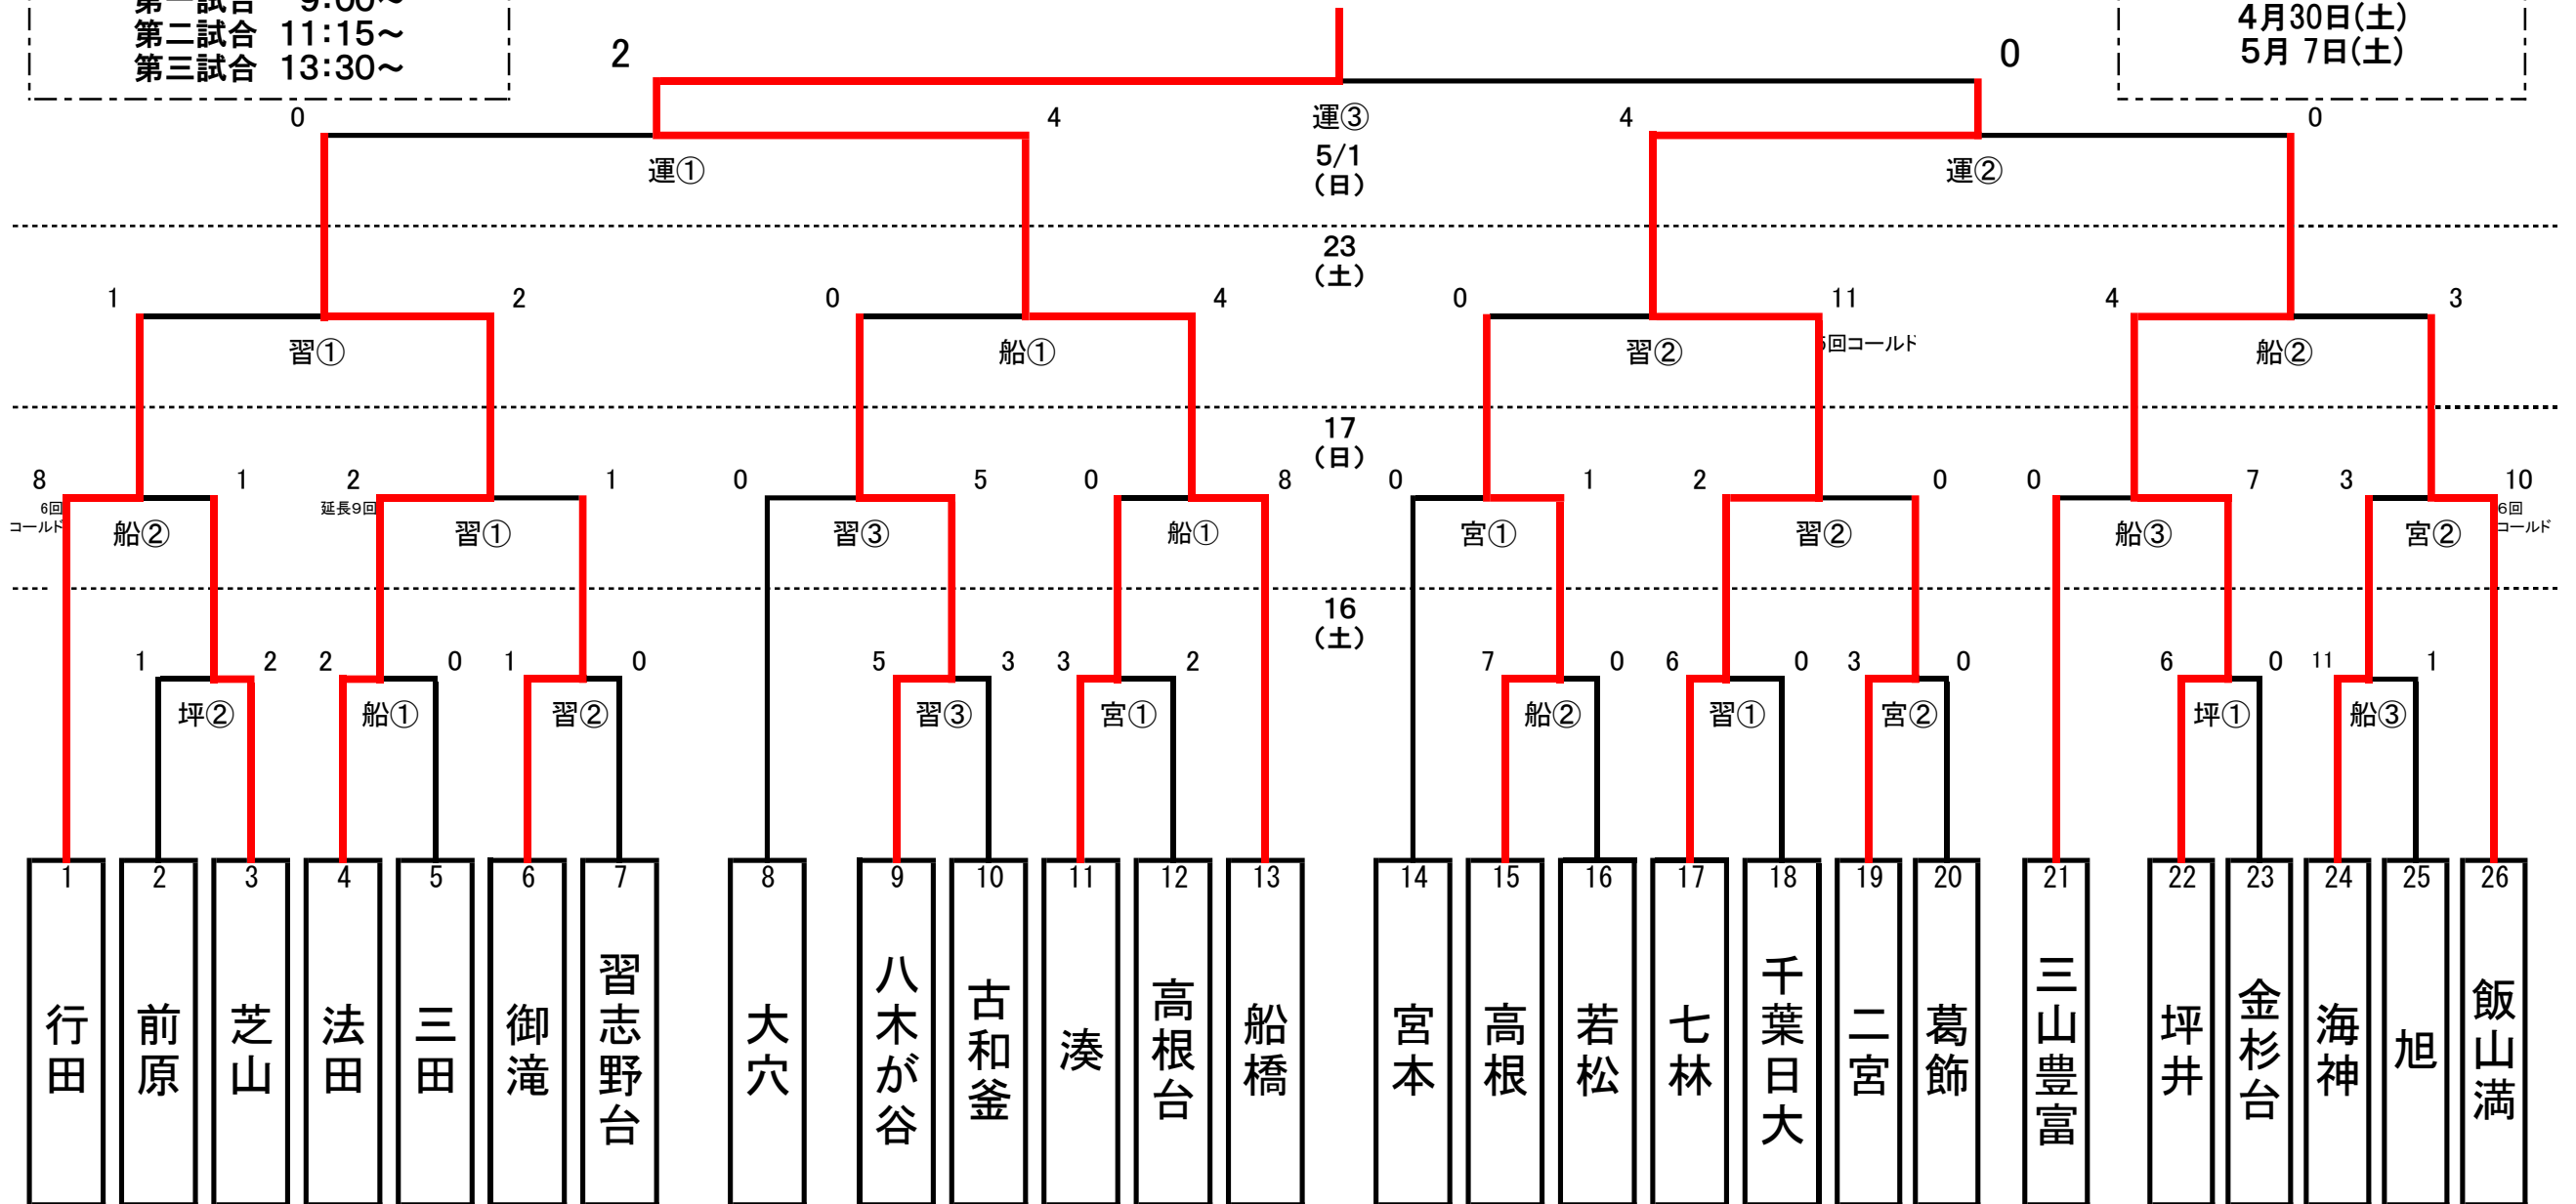 第一試合 9:00～
第二試合 11:15～
第三試合 13:30～
4月30日(土)
5月 7日(土)
2
0
0
4
運③
4
0
5/1
(日)
運①
運②
23
(土)
1
2
0
4
0
11
4
3
習①
船①
習②
5回コールド
船②
17
(日)
8
1
2
1
0
5
0
8
0
1
2
0
0
7
3
10
6回
コールド
延長9回
6回
コールド
船②
習①
習③
船①
宮①
習②
船③
宮②
16
(土)
1
2
2
0
1
0
5
3
3
2
7
0
6
0
3
0
6
0
11
1
坪②
船①
習②
習③
宮①
船②
習①
宮②
坪①
船③
1
2
3
4
5
6
7
8
9
10
11
12
13
14
15
16
17
18
19
20
21
22
23
24
25
26
行田
前原
芝山
法田
三田
御滝
習志野台
大穴
八木が谷
古和釜
湊
高根台
船橋
宮本
高根
若松
七林
千葉日大
二宮
葛飾
三山豊富
坪井
金杉台
海神
旭
飯山満